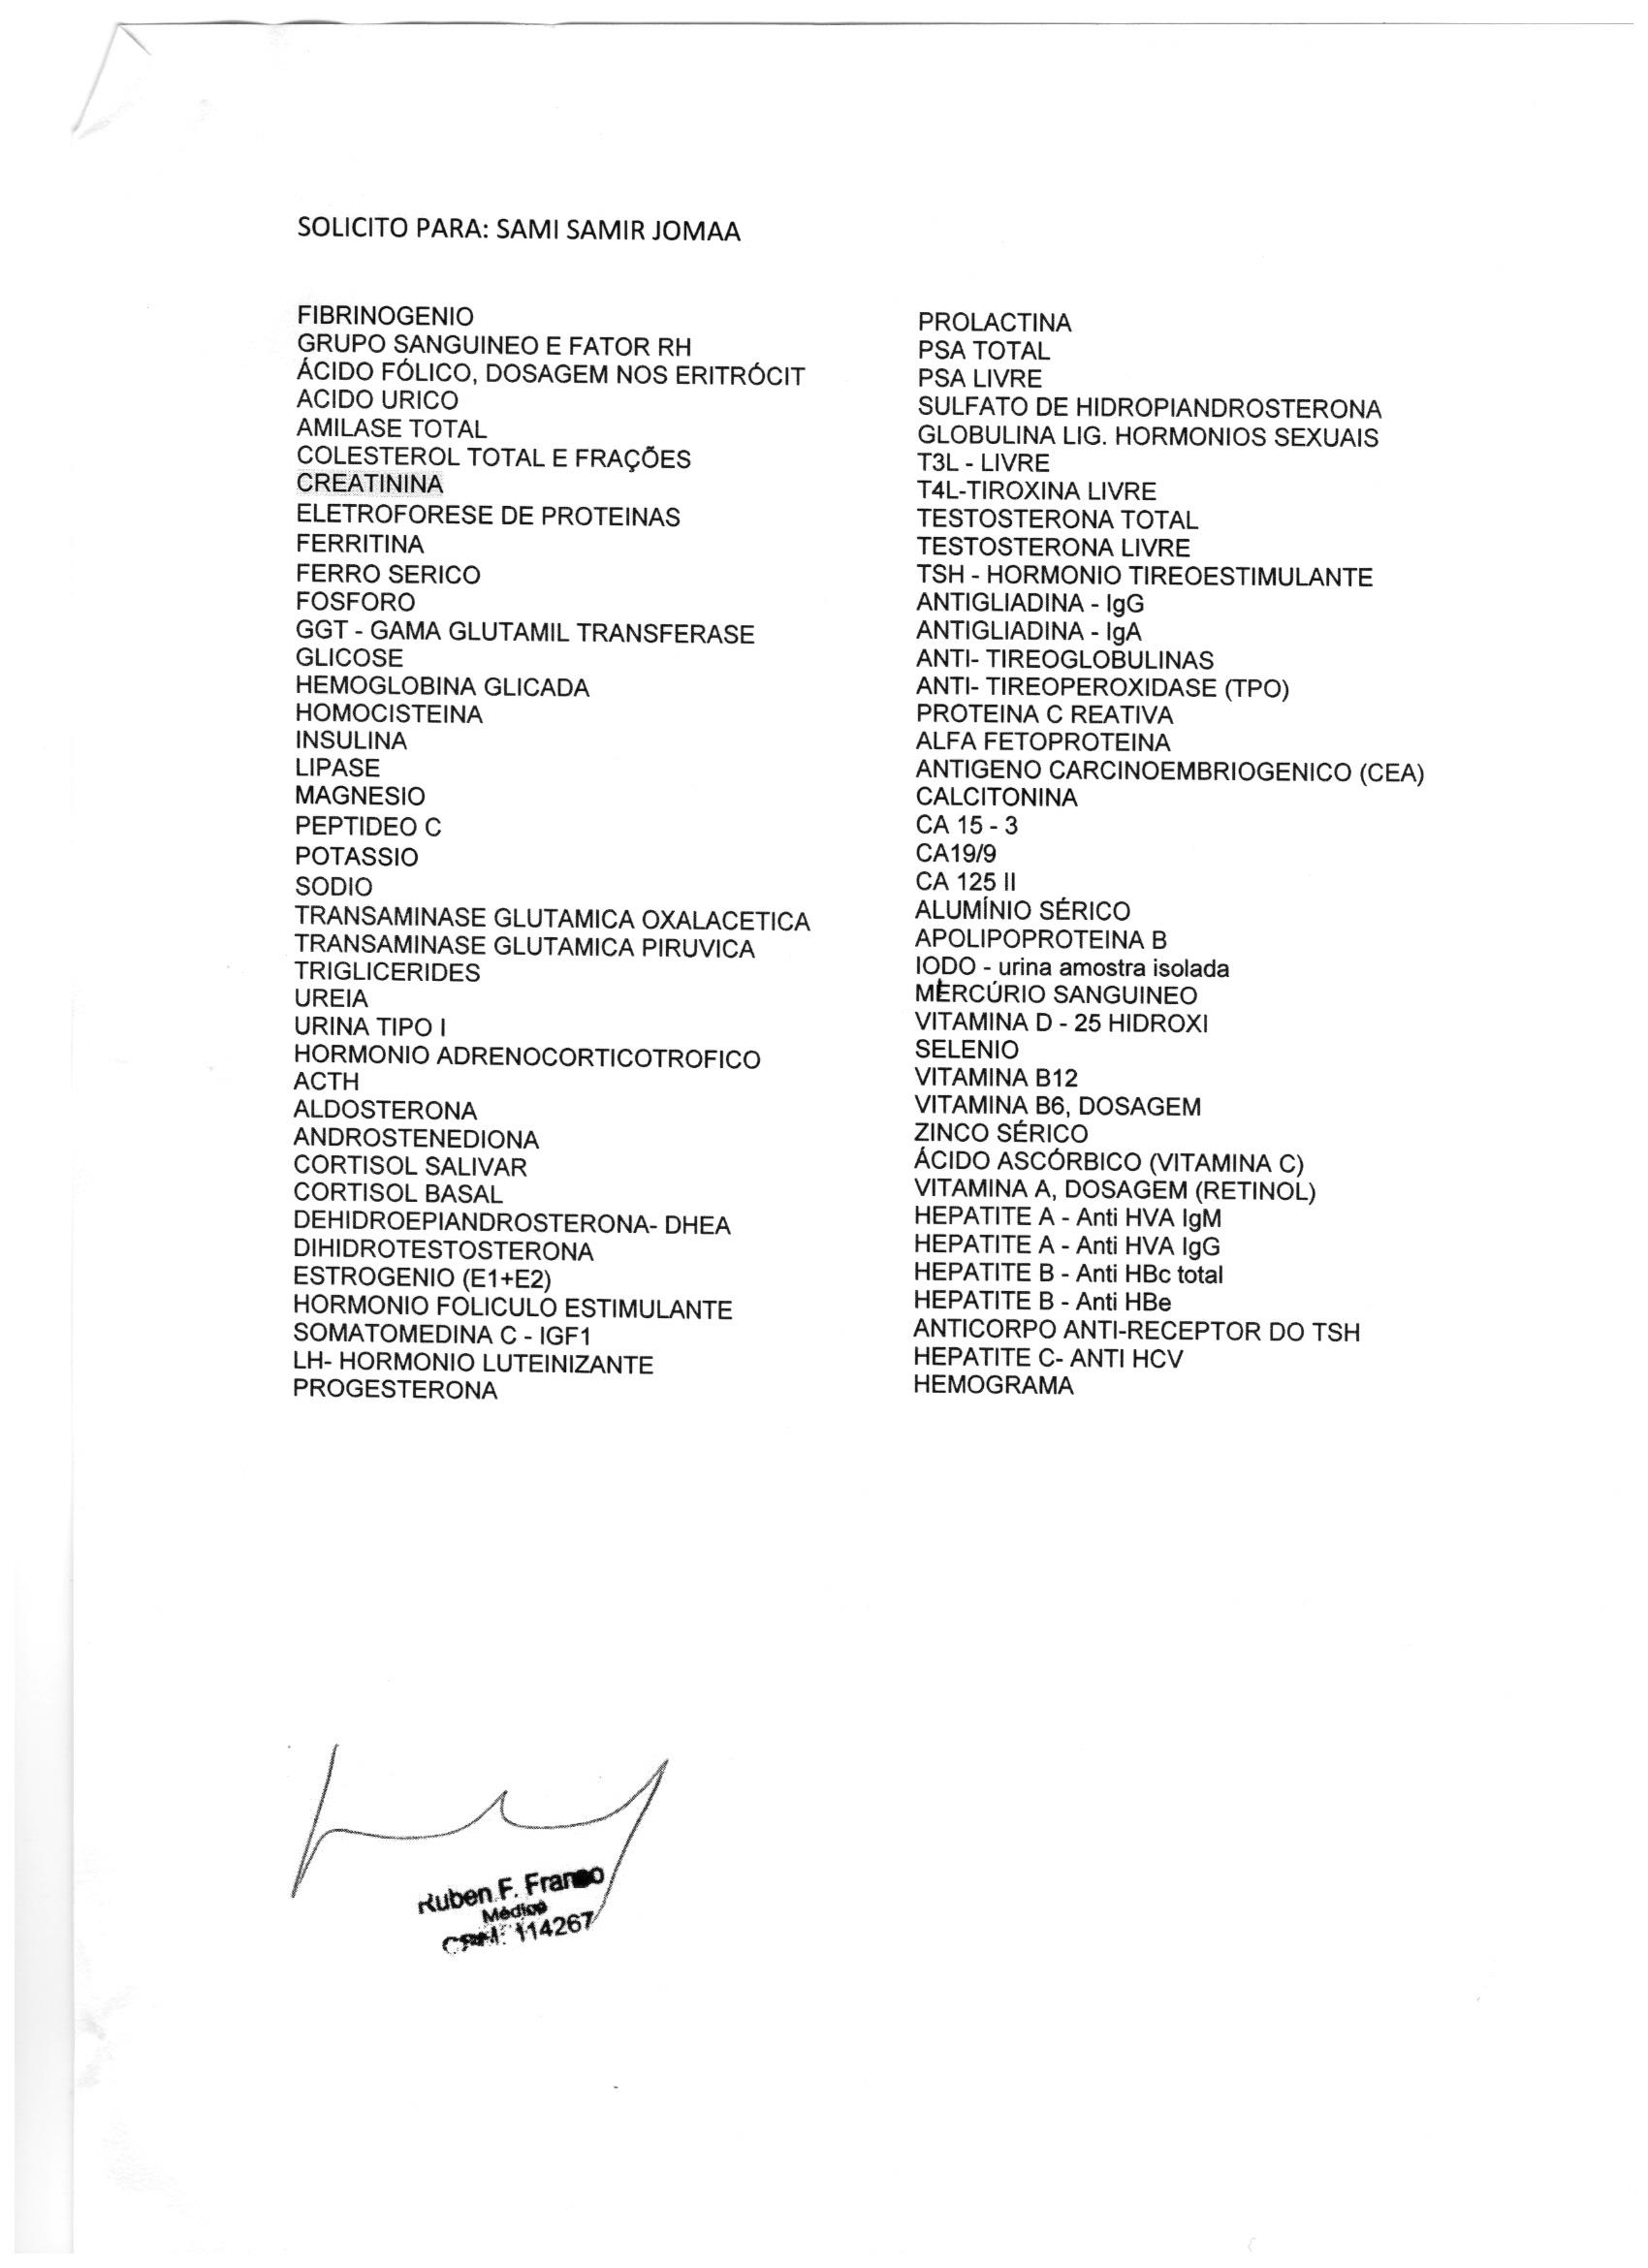 SOLICITO PARA: SAMI SAMIR JOMAA
FIBRINOGENIO
GRUPO SANGUINEO E FATOR RH
ÁCIDO FÓLICO, DOSAGEM NOS ERITRÓCIT
ACIDO URICO
AMILASE TOTAL
COLESTEROL TOTAL E FRAÇÕES
CREATININA
ELETROFORESE DE PROTEINAS
FERRITINA
FERRO SERICO
FOSFORO
GGT - GAMA GLUTAMIL TRANSFERASE
GLICOSE
HEMOGLOBINA GLICADA
HOMOCISTEINA
INSULINA
LIPASE
MAGNESIO
PEPTIDEO C
POTASSIO
SODIO
TRANSAMINASE GLUTAMICA OXALACETICA
TRANSAMINASE GLUTAMICA PIRUVICA
TRIGLICERIDES
UREIA
URINA TIPO I
HORMONIO ADRENOCORTICOTROFICO
ACTH
ALDOSTERONA
ANDROSTENEDIONA
CORTISOL SALIVAR
CORTISOL BASAL
DEHIDROEPIANDROSTERONA- DHEA
DIHIDROTESTOSTERONA
ESTROGENIO (E1+E2)
HORMONIO FOLICULO ESTIMULANTE
SOMATOMEDINA C - IGF1
LH- HORMONIO LUTEINIZANTE
PROGESTERONA
PROLACTINA
PSA TOTAL
PSA LIVRE
SULFATO DE HIDROPIANDROSTERONA
GLOBULINA LIG. HORMONIOS SEXUAIS
T3L - LIVRE
T4L-TIROXINA LIVRE
TESTOSTERONA TOTAL
TESTOSTERONA LIVRE
TSH - HORMONIO TIREOESTIMULANTE
ANTIGLIADINA - IgG
ANTIGLIADINA - IgA
ANTI- TIREOGLOBULINAS
ANTI- TIREOPEROXIDASE (TPO)
PROTEINA C REATIVA
ALFA FETOPROTEINA
ANTIGENO CARCINOEMBRIOGENICO (CEA)
CALCITONINA
CA 15 - 3
CA19/9
CA 125 II
ALUMÍNIO SÉRICO
APOLIPOPROTEINA B
IODO - urina amostra isolada
MERCÚRIO SANGUINEO
VITAMINA D - 25 HIDROXI
SELENIO
VITAMINA B12
VITAMINA B6, DOSAGEM
ZINCO SÉRICO
ÁCIDO ASCÓRBICO (VITAMINA C)
VITAMINA A, DOSAGEM (RETINOL)
HEPATITE A - Anti HVA IgM
HEPATITE A - Anti HVA IgG
HEPATITE B - Anti HBc total
HEPATITE B - Anti HBe
ANTICORPO ANTI-RECEPTOR DO TSH
HEPATITE C- ANTI HCV
HEMOGRAMA
Ruben F. Franco
Médico
CRM: 114267